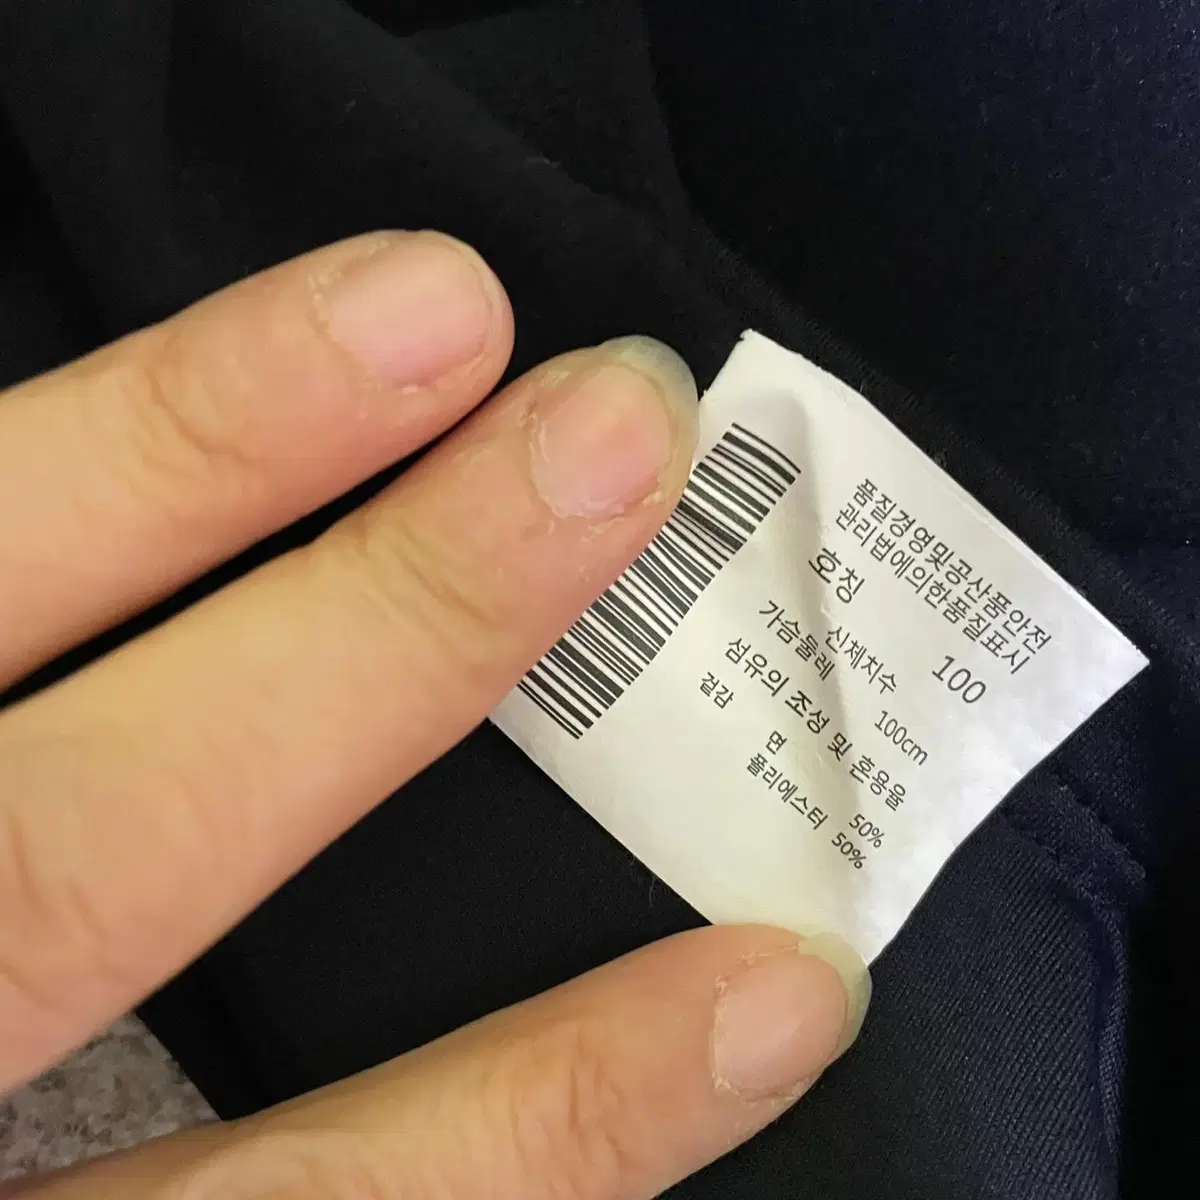 품질경영및공산품안전
관리법에의한품질표시
호칭 100
신체치수
가슴둘레 100cm
섬유의 조성 및 혼용율
겉감
면 50%
폴리에스터 50%